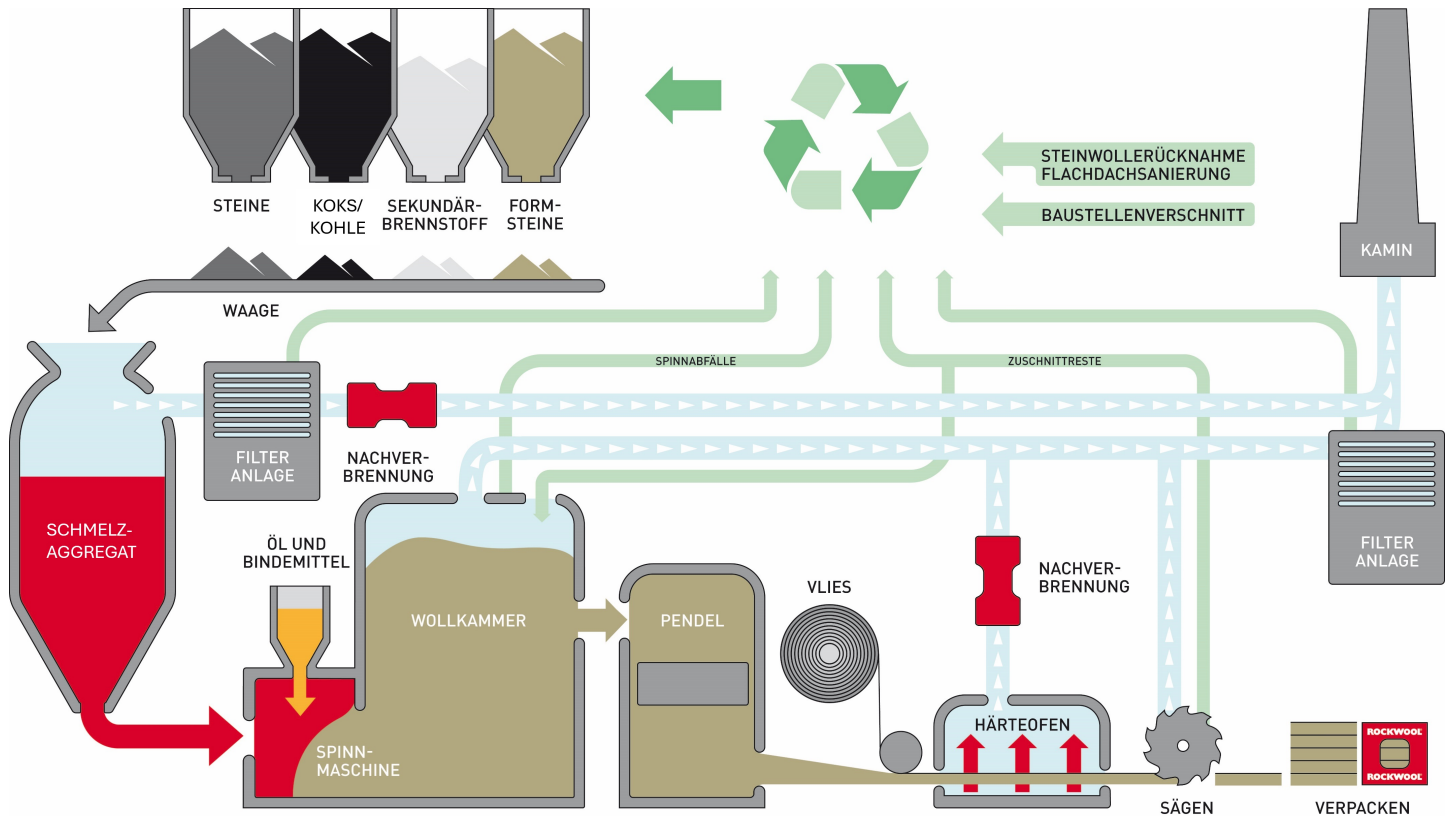 STEINE
KOKS/
KOHLE
SEKUNDÄR-
BRENNSTOFF
FORM-
STEINE
STEINWOLLERÜCKNAHME
FLACHDACHSANIERUNG
BAUSTELLENVERSCHNITT
KAMIN
WAAGE
SPINNABFÄLLE
ZUSCHNITTRESTE
FILTER
ANLAGE
NACHVER-
BRENNUNG
SCHMELZ-
AGGREGAT
ÖL UND
BINDEMITTEL
WOLLKAMMER
PENDEL
VLIES
NACHVER-
BRENNUNG
FILTER
ANLAGE
SPINN-
MASCHINE
HÄRTEOFEN
SÄGEN
ROCKWOOL
ROCKWOOL
VERPACKEN